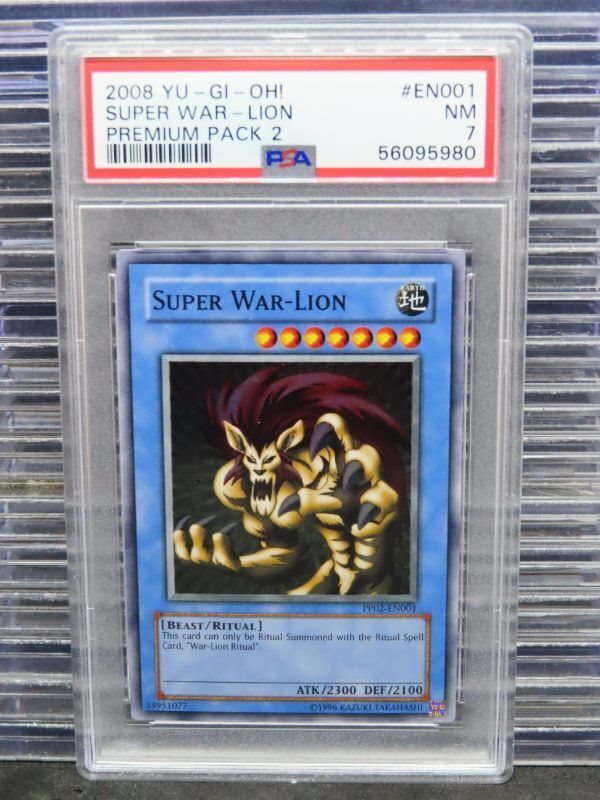 2008 YU-GI-OH! #EN001
SUPER WAR-LION NM
PREMIUM PACK 2 7
PSA 56095980
SUPER WAR-LION
EARTH
地
PP02-EN001
[BEAST/RITUAL]
This card can only be Ritual Summoned with the Ritual Spell
Card, "War-Lion Ritual".
ATK/2300 DEF/2100
33951077 ©1996 KAZUKI TAKAHASHI